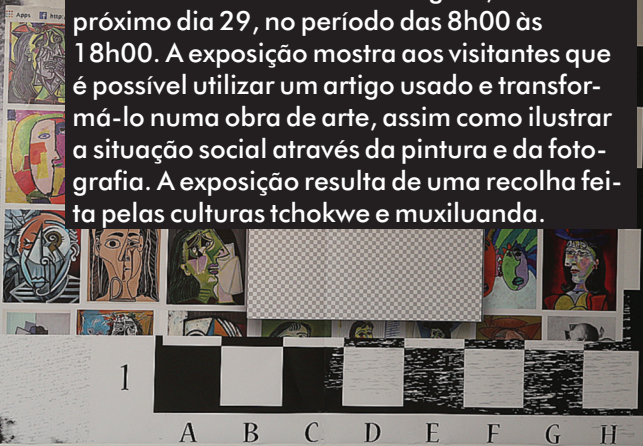 Apps
próximo dia 29, no período das 8h00 às
18h00. A exposição mostra aos visitantes que
é possível utilizar um artigo usado e transfor-
má-lo numa obra de arte, assim como ilustrar
a situação social através da pintura e da foto-
grafia. A exposição resulta de uma recolha fei-
ta pelas culturas tchokwe e muxiluanda.
1
A B C D E F G H